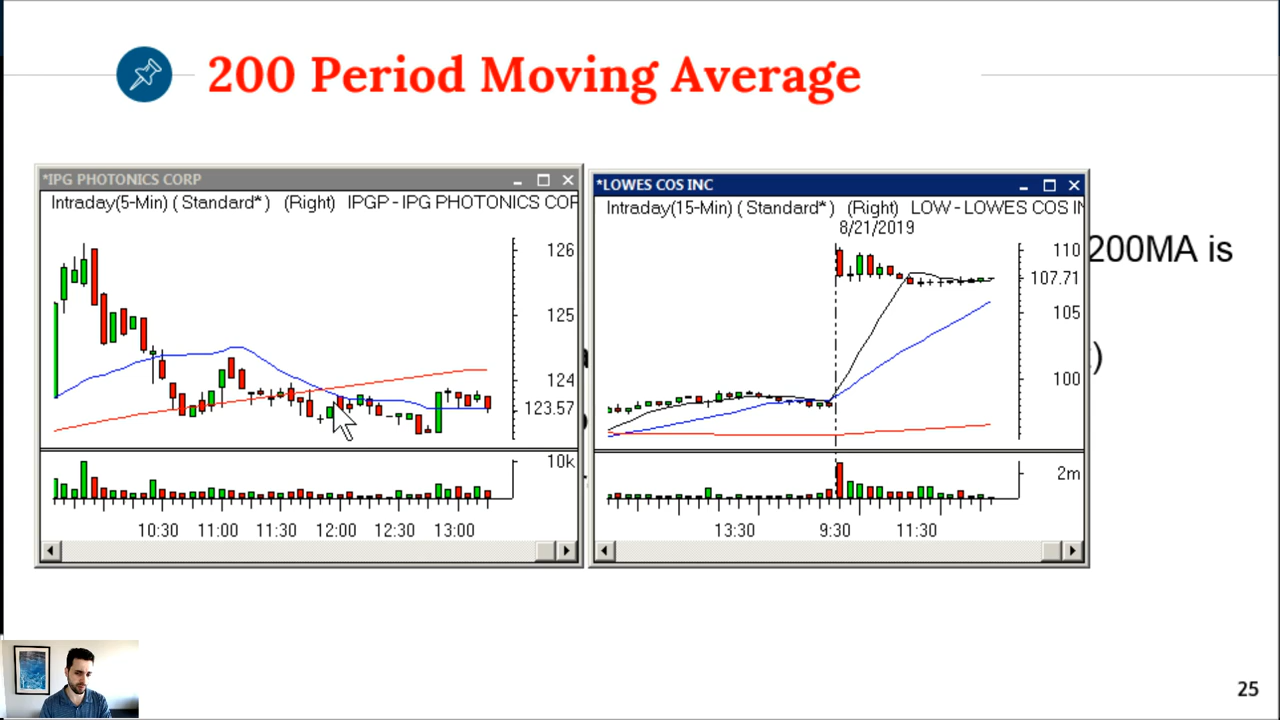 200 Period Moving Average
*IPG PHOTONICS CORP
Intraday(5-Min) ( Standard* ) (Right) IPGP - IPG PHOTONICS COR
126
125
124
123.57
10k
10:30 11:00 11:30 12:00 12:30 13:00
*LOWES COS INC
Intraday(15-Min) ( Standard* ) (Right) LOW - LOWES COS IN
8/21/2019
110
107.71
105
100
2m
13:30 9:30 11:30
200MA is
)
25